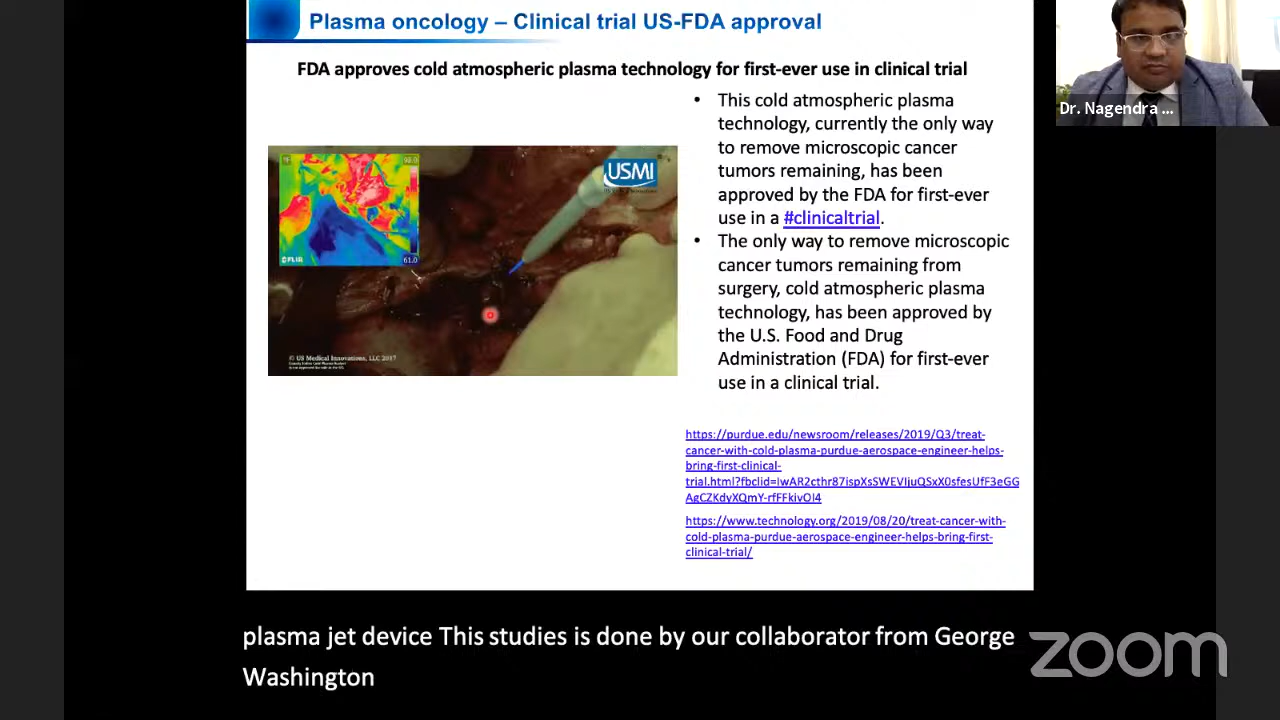 Plasma oncology – Clinical trial US-FDA approval
FDA approves cold atmospheric plasma technology for first-ever use in clinical trial
• This cold atmospheric plasma
technology, currently the only way
to remove microscopic cancer
tumors remaining, has been
approved by the FDA for first-ever
use in a #clinicaltrial.
• The only way to remove microscopic
cancer tumors remaining from
surgery, cold atmospheric plasma
technology, has been approved by
the U.S. Food and Drug
Administration (FDA) for first-ever
use in a clinical trial.
°F
98.0
FLIR
61.0
USMI
© US Medical Innovations, LLC 2017
https://purdue.edu/newsroom/releases/2019/Q3/treat-
cancer-with-cold-plasma-purdue-aerospace-engineer-helps-
bring-first-clinical-
https://www.technology.org/2019/08/20/treat-cancer-with-
cold-plasma-purdue-aerospace-engineer-helps-bring-first-
clinical-trial/
Dr. Nagendra ...
plasma jet device This studies is done by our collaborator from George
Washington
zoom